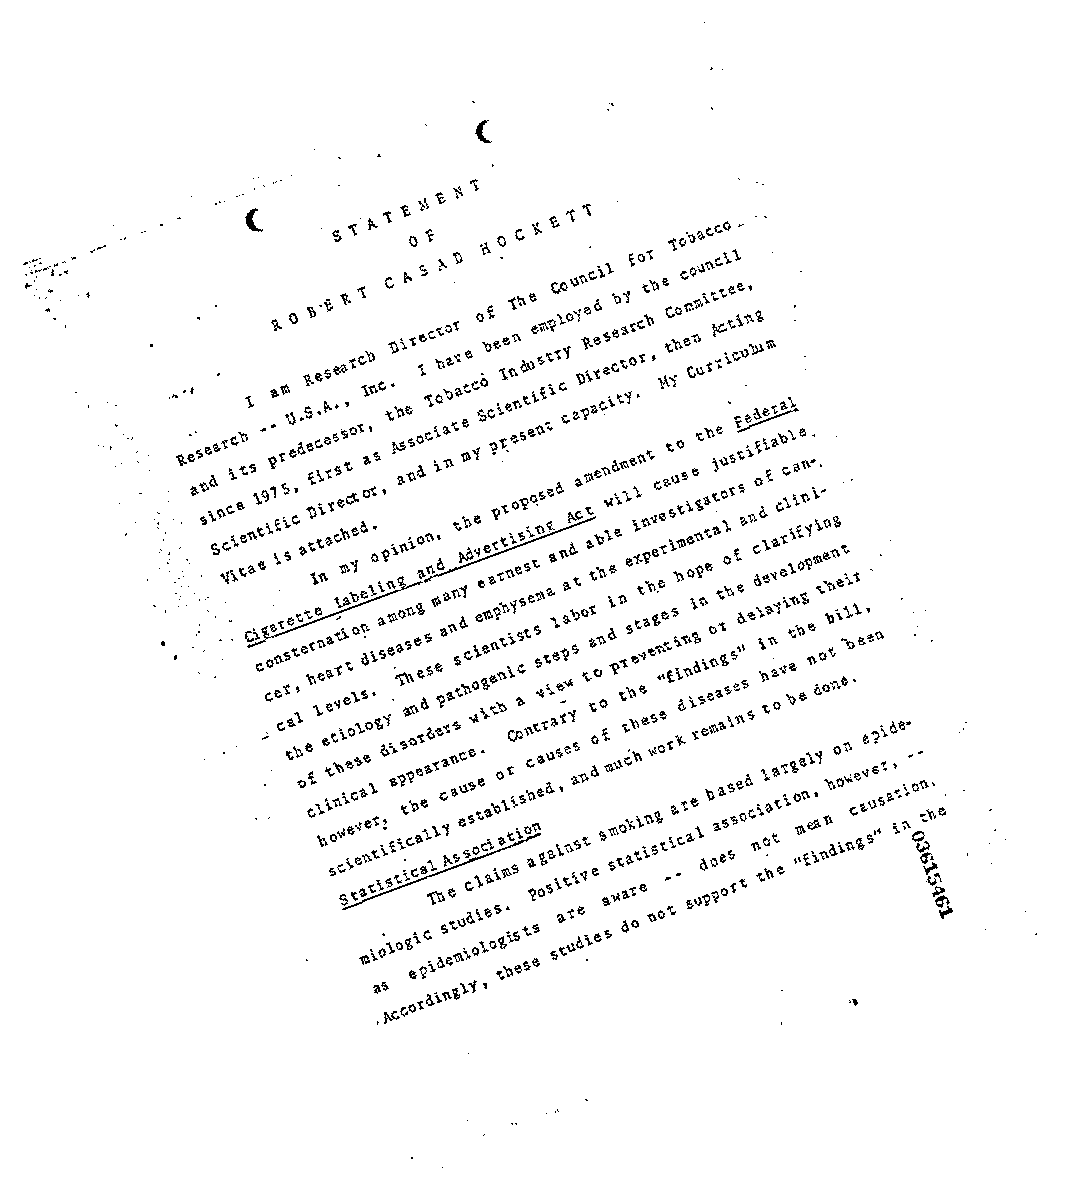 STATEMENT
OF
ROBERT CASAD HOCKETT
I am Research Director of The Council for Tobacco
Research -- U.S.A., Inc. I have been employed by the council
and its predecessor, the Tobacco Industry Research Committee,
since 1975, first as Associate Scientific Director, then Acting
Scientific Director, and in my present capacity. My Curriculum
Vitae is attached.
In my opinion, the proposed amendment to the Federal
Cigarette Labeling and Advertising Act will cause justifiable
consternation among many earnest and able investigators of can-
cer, heart diseases and emphysema at the experimental and clini-
cal levels. These scientists labor in the hope of clarifying
the etiology and pathogenic steps and stages in the development
of these disorders with a view to preventing or delaying their
clinical appearance. Contrary to the "findings" in the bill,
however, the cause or causes of these diseases have not been
scientifically established, and much work remains to be done.
Statistical Association
The claims against smoking are based largely on epide-
miologic studies. Positive statistical association, however, --
as epidemiologists are aware -- does not mean causation.
Accordingly, these studies do not support the "findings" in the
03615461